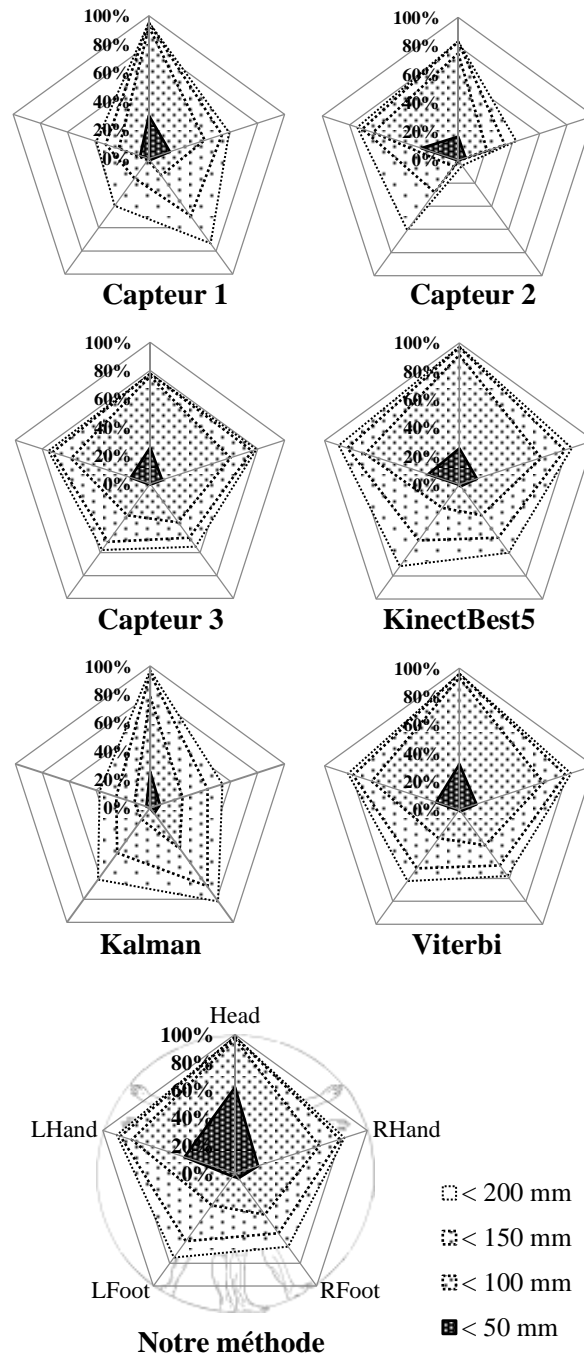 100%
80%
60%
40%
20%
0%
Capteur 1
100%
80%
60%
40%
20%
0%
Capteur 2
100%
80%
60%
40%
20%
0%
Capteur 3
100%
80%
60%
40%
20%
0%
KinectBest5
100%
80%
60%
40%
20%
0%
Kalman
100%
80%
60%
40%
20%
0%
Viterbi
Head
100%
80%
60%
40%
20%
0%
LHand
RHand
LFoot
RFoot
Notre méthode
< 200 mm
< 150 mm
< 100 mm
< 50 mm